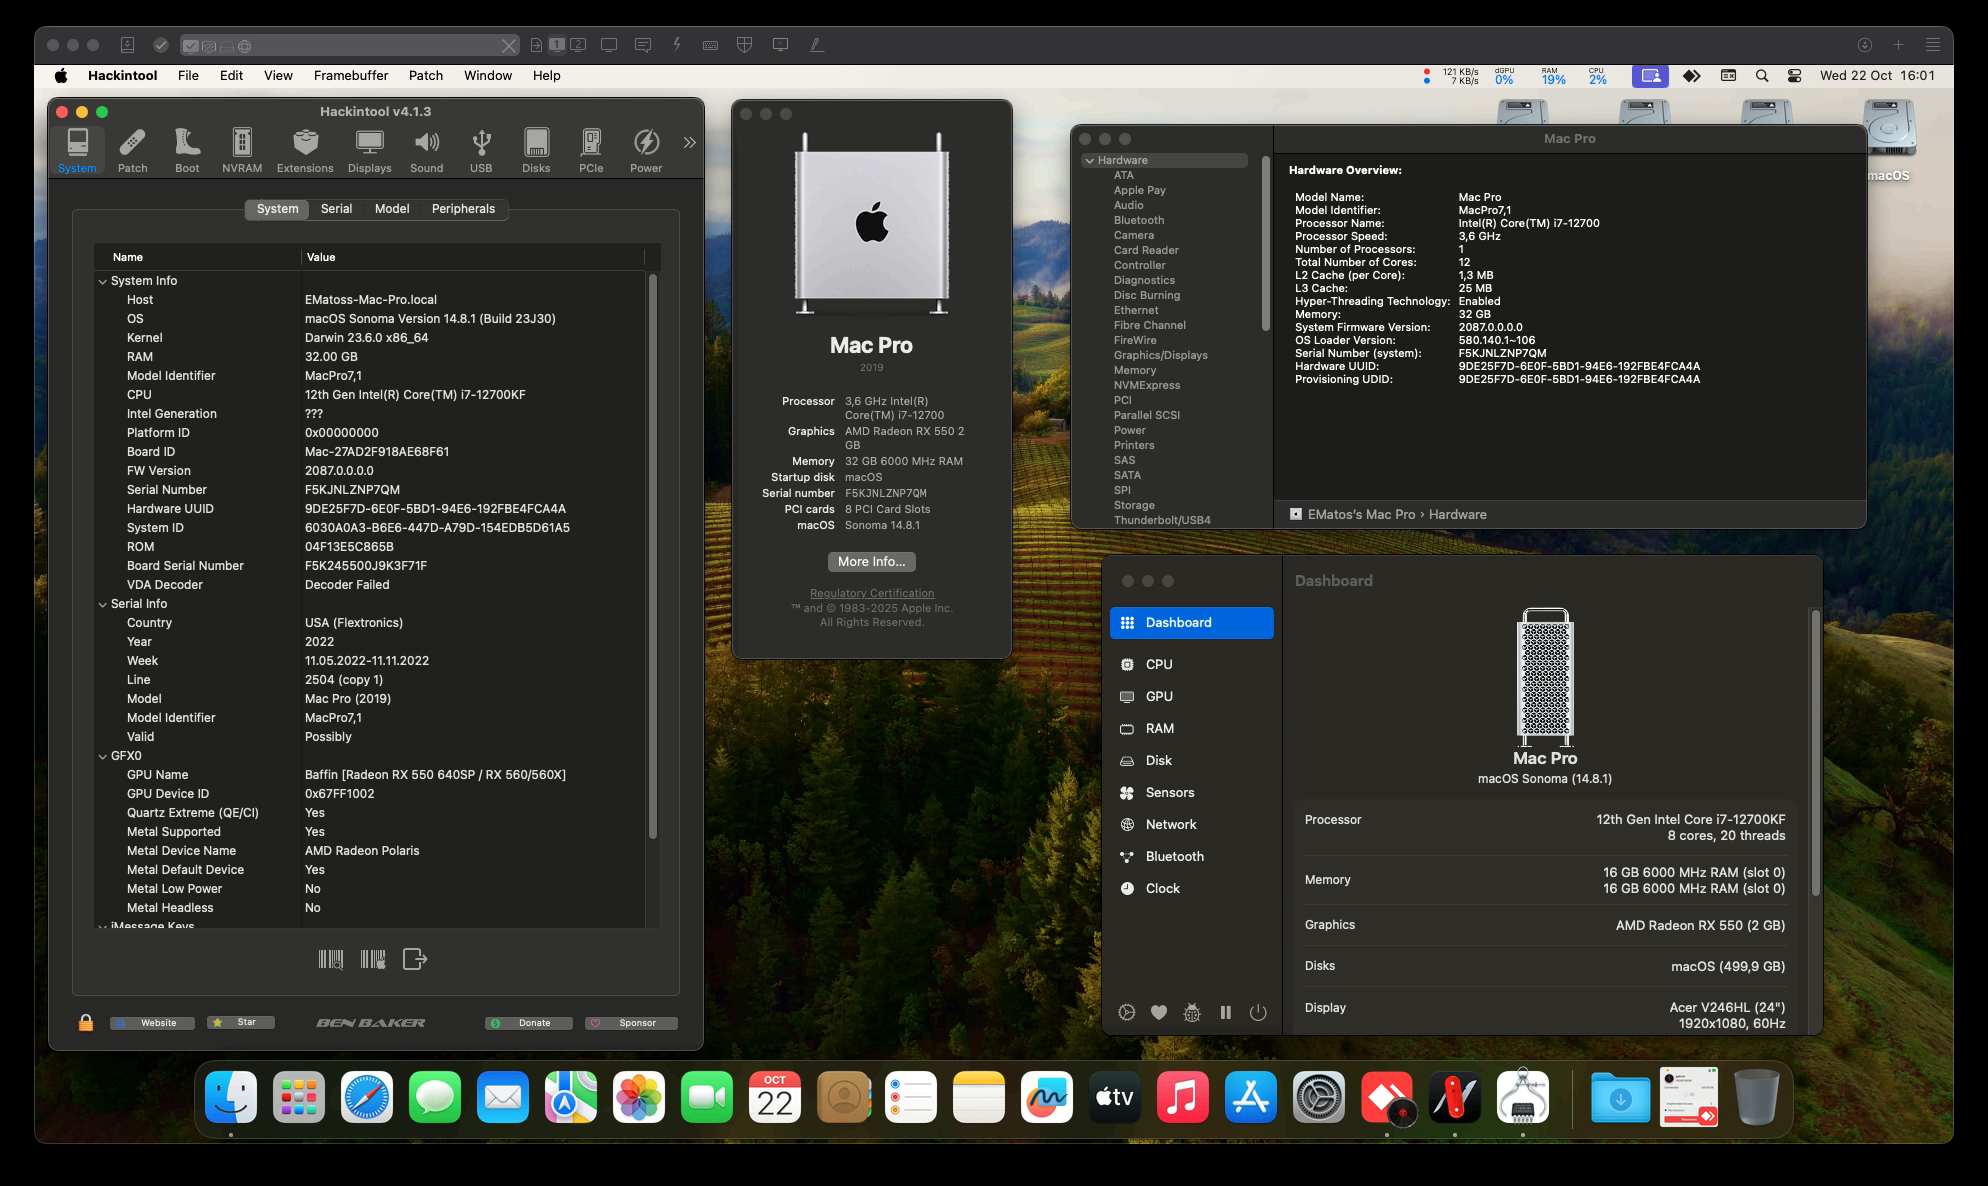 1 2
Hackintool File Edit View Framebuffer Patch Window Help
121 KB/s
7 KB/s
dGPU
0%
RAM
19%
CPU
2%
Wed 22 Oct 16:01
macOS
Hackintool v4.1.3
System Patch Boot NVRAM Extensions Displays Sound USB Disks PCIe Power
System Serial Model Peripherals
Name Value
System Info
Host EMatoss-Mac-Pro.local
OS macOS Sonoma Version 14.8.1 (Build 23J30)
Kernel Darwin 23.6.0 x86_64
RAM 32.00 GB
Model Identifier MacPro7,1
CPU 12th Gen Intel(R) Core(TM) i7-12700KF
Intel Generation ???
Platform ID 0x00000000
Board ID Mac-27AD2F918AE68F61
FW Version 2087.0.0.0.0
Serial Number F5KJNLZNP7QM
Hardware UUID 9DE25F7D-6E0F-5BD1-94E6-192FBE4FCA4A
System ID 6030A0A3-B6E6-447D-A79D-154EDB5D61A5
ROM 04F13E5C865B
Board Serial Number F5K245500J9K3F71F
VDA Decoder Decoder Failed
Serial Info
Country USA (Flextronics)
Year 2022
Week 11.05.2022-11.11.2022
Line 2504 (copy 1)
Model Mac Pro (2019)
Model Identifier MacPro7,1
Valid Possibly
GFX0
GPU Name Baffin [Radeon RX 550 640SP / RX 560/560X]
GPU Device ID 0x67FF1002
Quartz Extreme (QE/CI) Yes
Metal Supported Yes
Metal Device Name AMD Radeon Polaris
Metal Default Device Yes
Metal Low Power No
Metal Headless No
iMessage Keys
Website Star BEN BAKER Donate Sponsor
Mac Pro
2019
Processor 3,6 GHz Intel(R)
Core(TM) i7-12700
Graphics AMD Radeon RX 550 2
GB
Memory 32 GB 6000 MHz RAM
Startup disk macOS
Serial number F5KJNLZNP7QM
PCI cards 8 PCI Card Slots
macOS Sonoma 14.8.1
More Info...
Regulatory Certification
™ and © 1983-2025 Apple Inc.
All Rights Reserved.
Mac Pro
Hardware
ATA
Apple Pay
Audio
Bluetooth
Camera
Card Reader
Controller
Diagnostics
Disc Burning
Ethernet
Fibre Channel
FireWire
Graphics/Displays
Memory
NVMExpress
PCI
Parallel SCSI
Power
Printers
SAS
SATA
SPI
Storage
Thunderbolt/USB4
Hardware Overview:
Model Name: Mac Pro
Model Identifier: MacPro7,1
Processor Name: Intel(R) Core(TM) i7-12700
Processor Speed: 3,6 GHz
Number of Processors: 1
Total Number of Cores: 12
L2 Cache (per Core): 1,3 MB
L3 Cache: 25 MB
Hyper-Threading Technology: Enabled
Memory: 32 GB
System Firmware Version: 2087.0.0.0.0
OS Loader Version: 580.140.1~106
Serial Number (system): F5KJNLZNP7QM
Hardware UUID: 9DE25F7D-6E0F-5BD1-94E6-192FBE4FCA4A
Provisioning UDID: 9DE25F7D-6E0F-5BD1-94E6-192FBE4FCA4A
EMatos's Mac Pro › Hardware
Dashboard
Dashboard
CPU
GPU
RAM
Disk
Sensors
Network
Bluetooth
Clock
Mac Pro
macOS Sonoma (14.8.1)
Processor 12th Gen Intel Core i7-12700KF
8 cores, 20 threads
Memory 16 GB 6000 MHz RAM (slot 0)
16 GB 6000 MHz RAM (slot 0)
Graphics AMD Radeon RX 550 (2 GB)
Disks macOS (499,9 GB)
Display Acer V246HL (24")
1920x1080, 60Hz
OCT
22
tv